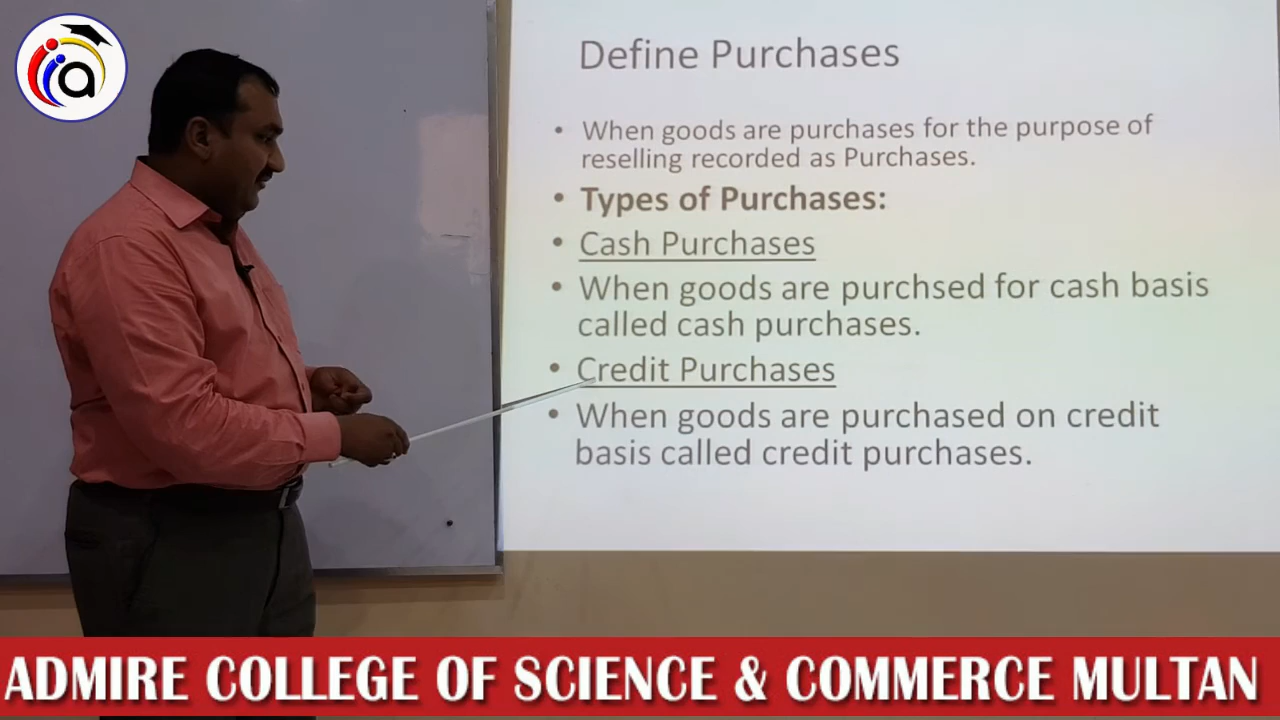 a
Define Purchases
• When goods are purchases for the purpose of
reselling recorded as Purchases.
• Types of Purchases:
• Cash Purchases
• When goods are purchsed for cash basis
called cash purchases.
• Credit Purchases
• When goods are purchased on credit
basis called credit purchases.
ADMIRE COLLEGE OF SCIENCE & COMMERCE MULTAN